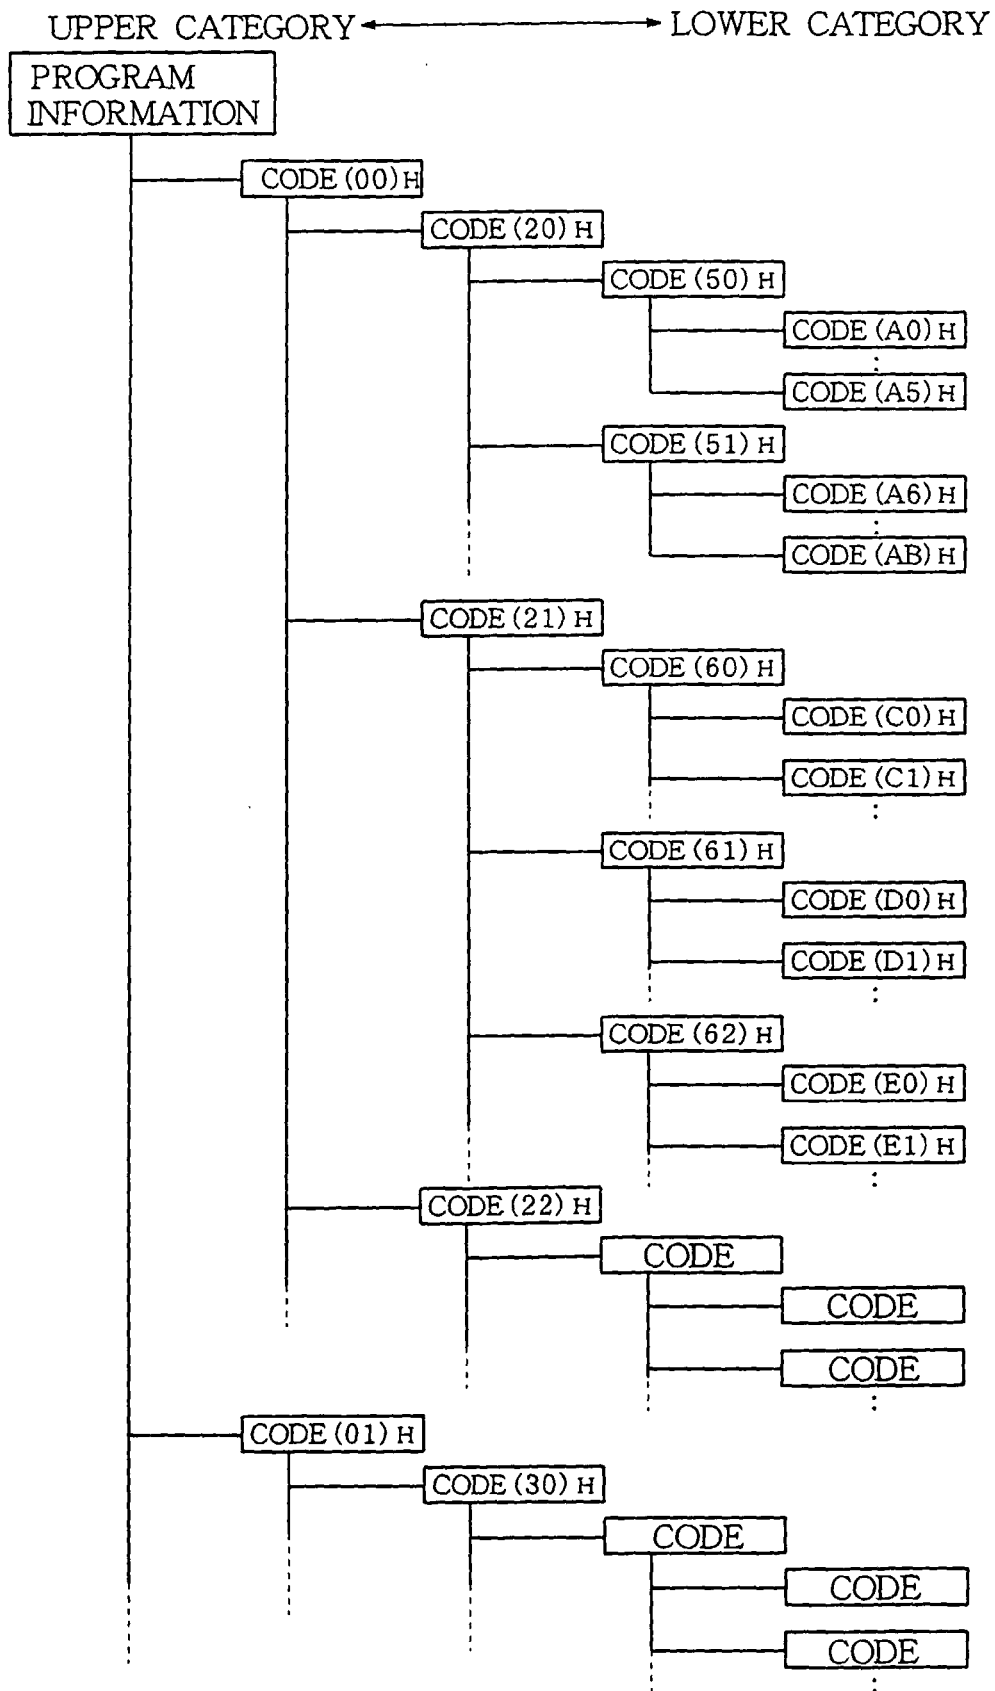 UPPER CATEGORY LOWER CATEGORY
PROGRAM
INFORMATION
CODE(00)H
CODE(20)H
CODE(50)H
CODE(A0)H
CODE(A5)H
CODE(51)H
CODE(A6)H
CODE(AB)H
CODE(21)H
CODE(60)H
CODE(C0)H
CODE(C1)H
CODE(61)H
CODE(D0)H
CODE(D1)H
CODE(62)H
CODE(E0)H
CODE(E1)H
CODE(22)H
CODE
CODE
CODE
CODE(01)H
CODE(30)H
CODE
CODE
CODE